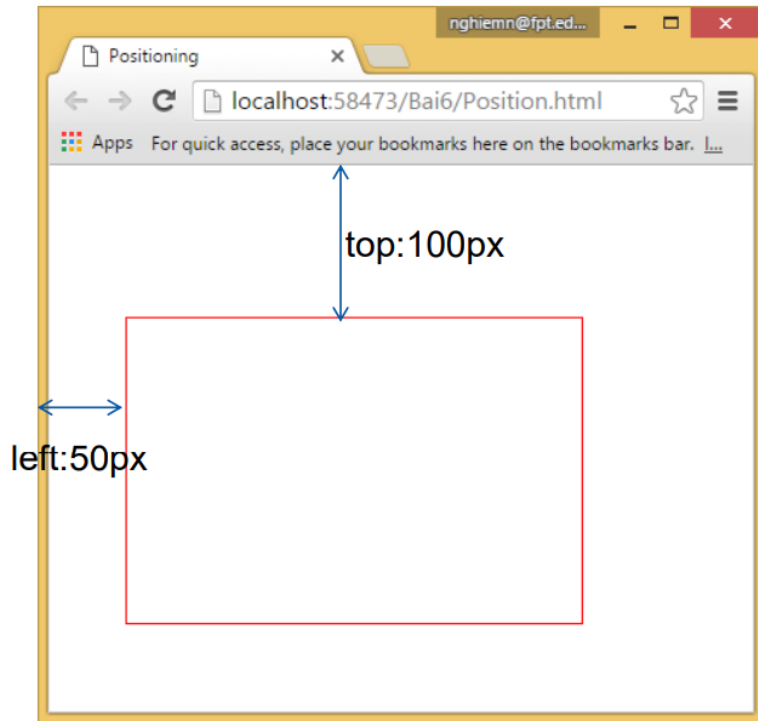 nghiemn@fpt.ed...
Positioning
localhost:58473/Bai6/Position.html
Apps For quick access, place your bookmarks here on the bookmarks bar. I...
top:100px
left:50px